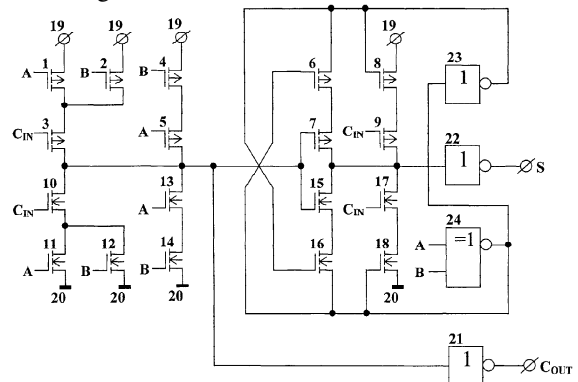 19 19 19 19 23
1 2 4 6 8 1
A B B
3 5 7 9 22
C_IN A C_IN 1 S
10 13 15 17 24
C_IN A C_IN A =1
11 12 14 16 18 B
A B B
20 20 20 20
21
1 C_OUT